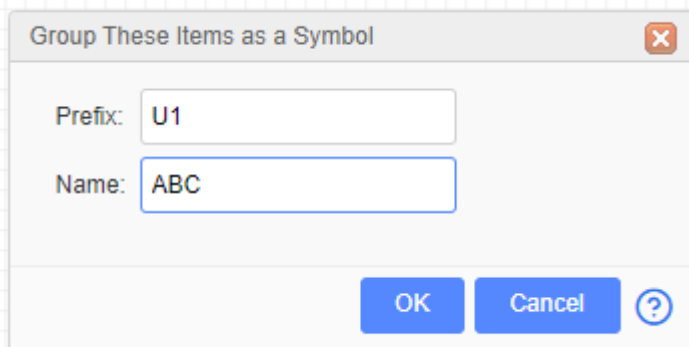 Group These Items as a Symbol
Prefix: U1
Name: ABC
OK Cancel ?